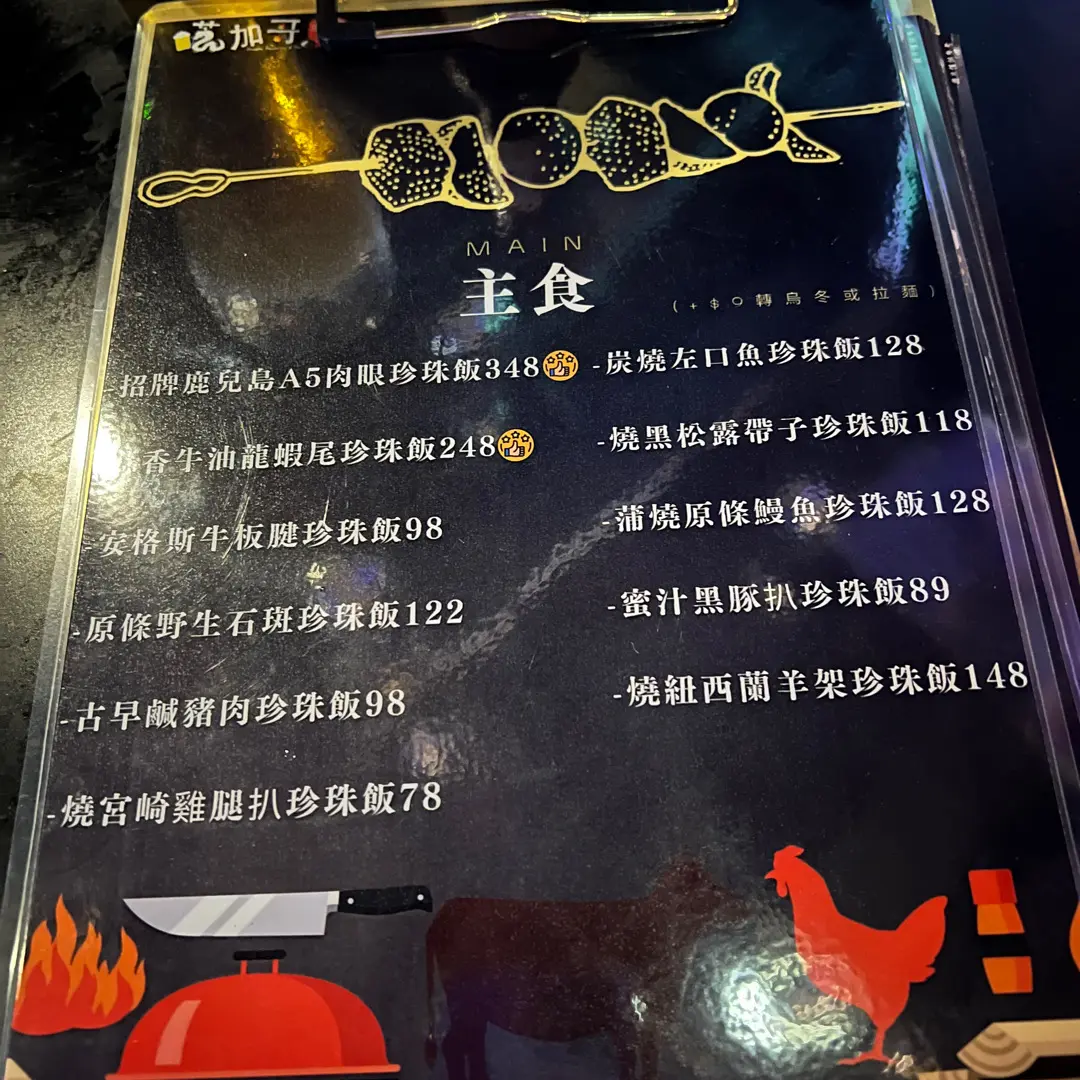 加哥
MAIN
主食
(+$0轉烏冬或拉麵)
招牌鹿兒島A5肉眼珍珠飯348
香牛油龍蝦尾珍珠飯248
-安格斯牛板腱珍珠飯98
-原條野生石斑珍珠飯122
-古早鹹豬肉珍珠飯98
-燒宮崎雞腿扒珍珠飯78
-炭燒左口魚珍珠飯128
-燒黑松露帶子珍珠飯118
-蒲燒原條鰻魚珍珠飯128
-蜜汁黑豚扒珍珠飯89
-燒紐西蘭羊架珍珠飯148